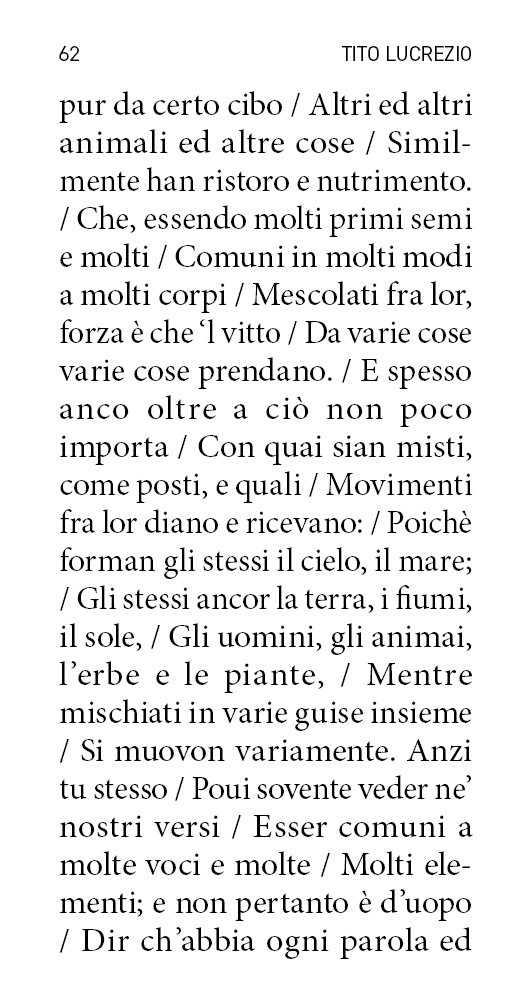 62 TITO LUCREZIO
pur da certo cibo / Altri ed altri
animali ed altre cose / Simil-
mente han ristoro e nutrimento.
/ Che, essendo molti primi semi
e molti / Comuni in molti modi
a molti corpi / Mescolati fra lor,
forza è che ‘l vitto / Da varie cose
varie cose prendano. / E spesso
anco oltre a ciò non poco
importa / Con quai sian misti,
come posti, e quali / Movimenti
fra lor diano e ricevano: / Poichè
forman gli stessi il cielo, il mare;
/ Gli stessi ancor la terra, i fiumi,
il sole, / Gli uomini, gli animai,
l’erbe e le piante, / Mentre
mischiati in varie guise insieme
/ Si muovon variamente. Anzi
tu stesso / Poui sovente veder ne’
nostri versi / Esser comuni a
molte voci e molte / Molti ele-
menti; e non pertanto è d’uopo
/ Dir ch’abbia ogni parola ed